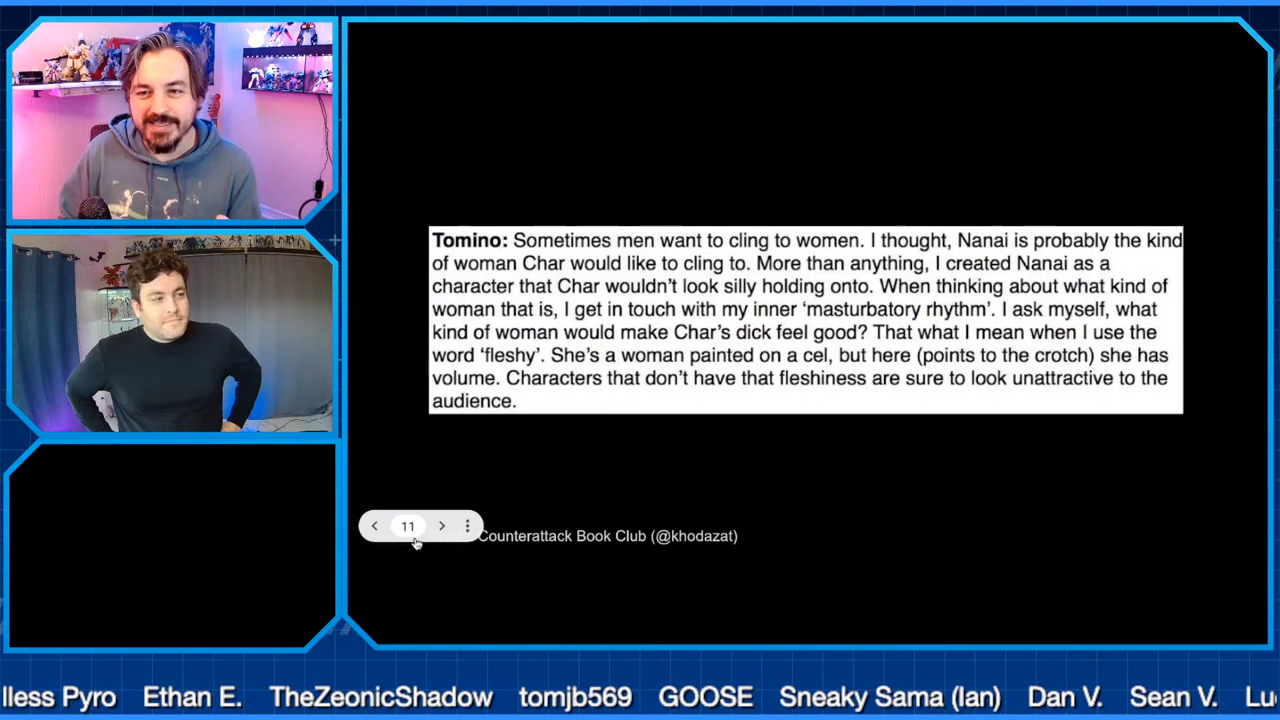 Tomino: Sometimes men want to cling to women. I thought, Nanai is probably the kind
of woman Char would like to cling to. More than anything, I created Nanai as a
character that Char wouldn't look silly holding onto. When thinking about what kind of
woman that is, I get in touch with my inner 'masturbatory rhythm'. I ask myself, what
kind of woman would make Char's dick feel good? That what I mean when I use the
word 'fleshy'. She's a woman painted on a cel, but here (points to the crotch) she has
volume. Characters that don't have that fleshiness are sure to look unattractive to the
audience.
11
Counterattack Book Club (@khodazat)
lless Pyro Ethan E. TheZeonicShadow tomjb569 GOOSE Sneaky Sama (Ian) Dan V. Sean V. Lu